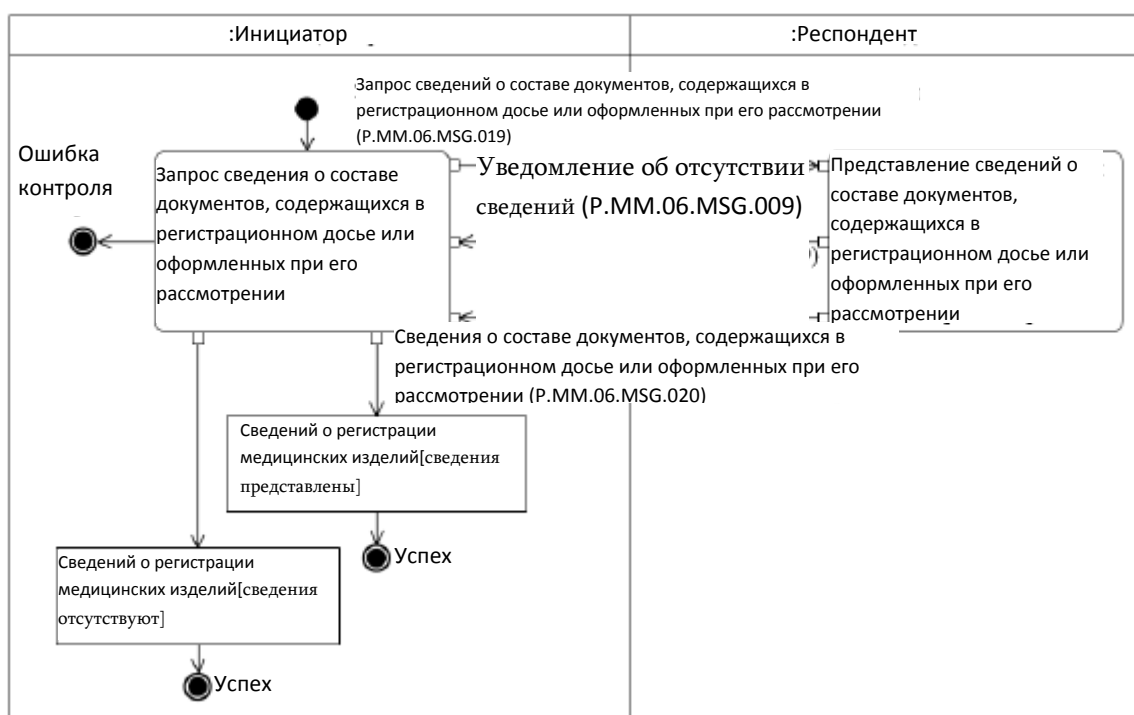 :Инициатор
:Респондент
Запрос сведений о составе документов, содержащихся в
регистрационном досье или оформленных при его рассмотрении
(P.MM.06.MSG.019)
Ошибка
контроля
Запрос сведения о составе
документов, содержащихся в
регистрационном досье или
оформленных при его
рассмотрении
Уведомление об отсутствии
сведений (P.MM.06.MSG.009)
Представление сведений о
составе документов,
содержащихся в
регистрационном досье или
оформленных при его
рассмотрении
Сведения о составе документов, содержащихся в
регистрационном досье или оформленных при его
рассмотрении (P.MM.06.MSG.020)
Сведений о регистрации
медицинских изделий[сведения
представлены]
Успех
Сведений о регистрации
медицинских изделий[сведения
отсутствуют]
Успех